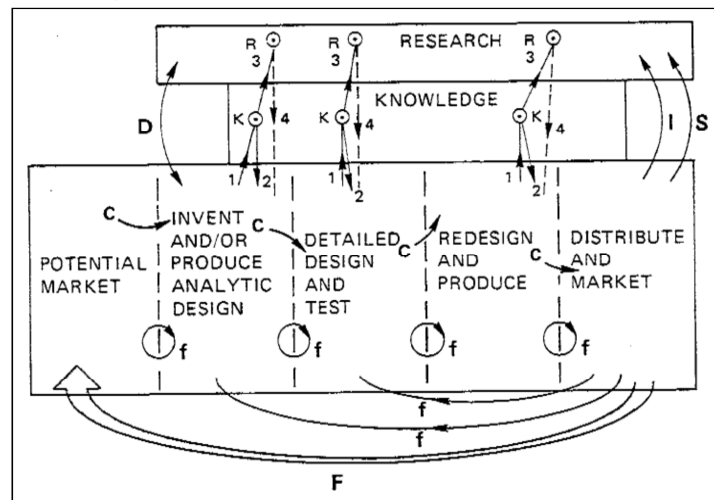 R
R
RESEARCH
R
3
3
3
KNOWLEDGE
D
K
4
K
4
K
4
I
S
1
2
1
2
1
2
C
INVENT
AND/OR
PRODUCE
ANALYTIC
DESIGN
C
DETAILED
DESIGN
AND
TEST
C
REDESIGN
AND
PRODUCE
C
DISTRIBUTE
AND
MARKET
POTENTIAL
MARKET
f
f
f
f
f
f
F